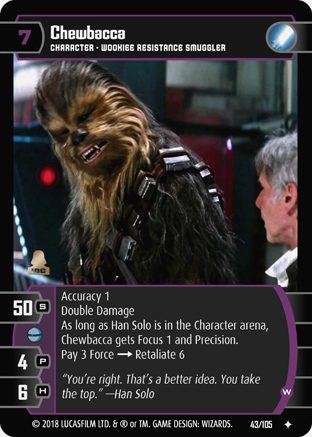 7 Chewbacca
CHARACTER - WOOKIEE RESISTANCE SMUGGLER
50 S
Accuracy 1
Double Damage
As long as Han Solo is in the Character arena,
Chewbacca gets Focus 1 and Precision.
4 P
Pay 3 Force → Retaliate 6
6 H
“You're right. That's a better idea. You take
the top.” —Han Solo
W
© 2018 LUCASFILM LTD. & ® or TM. GAME DESIGN: WIZARDS. 43/105